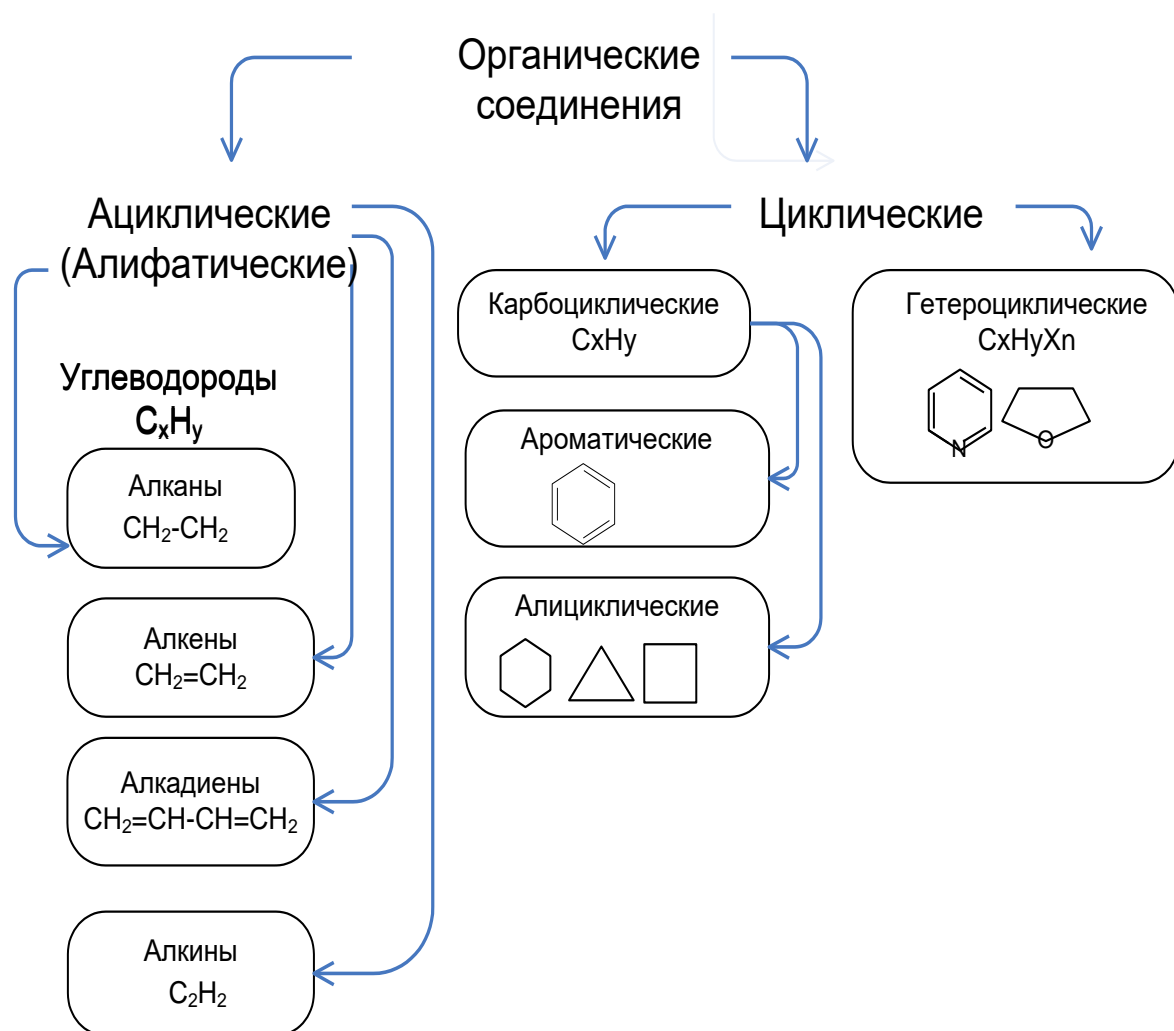 Органические
соединения
Ациклические
(Алифатические)
Углеводороды
CₓHᵧ
Алканы
CH₂-CH₂
Алкены
CH₂=CH₂
Алкадиены
CH₂=CH-CH=CH₂
Алкины
C₂H₂
Циклические
Карбоциклические
CxHy
Ароматические
Алициклические
Гетероциклические
CxHyXn
N
O